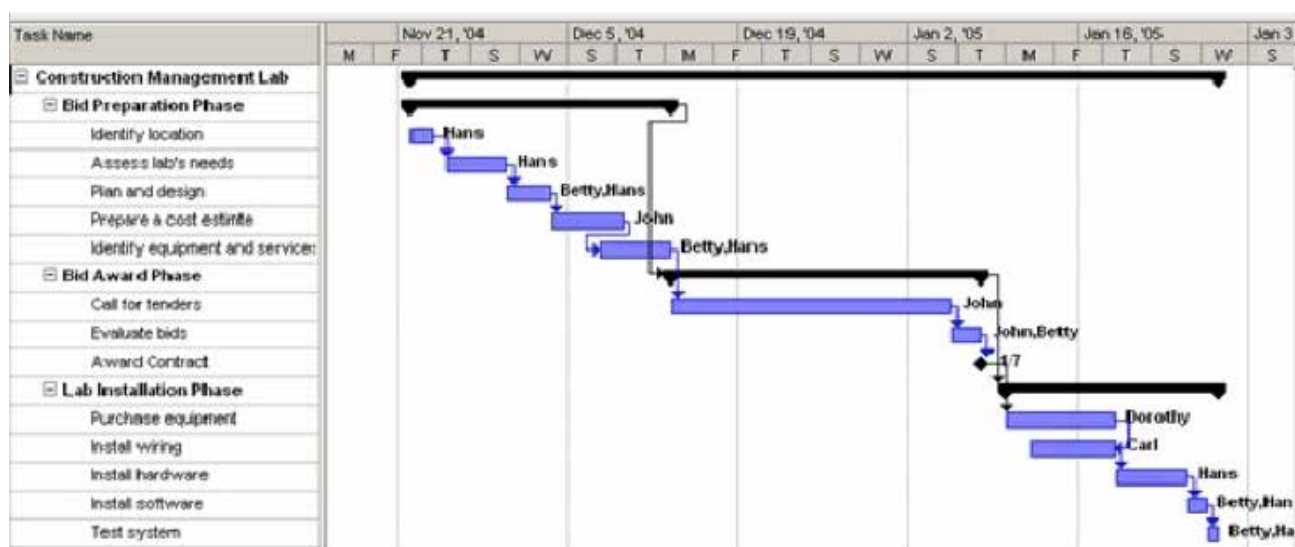 Task Name Nov 21, '04 Dec 5, '04 Dec 19, '04 Jan 2, '05 Jan 16, '05 Jan 3
M F T S W S T M F T S W S T M F T S W S
Construction Management Lab
Bid Preparation Phase
Identify location Hans
Assess lab's needs Hans
Plan and design Betty,Hans
Prepare a cost estimte John
Identify equipment and services Betty,Hans
Bid Award Phase
Call for tenders John
Evaluate bids John,Betty
Award Contract 1/7
Lab Installation Phase
Purchase equipment Dorothy
Install wiring Carl
Install hardware Hans
Install software Betty,Han
Test system Betty,Ha